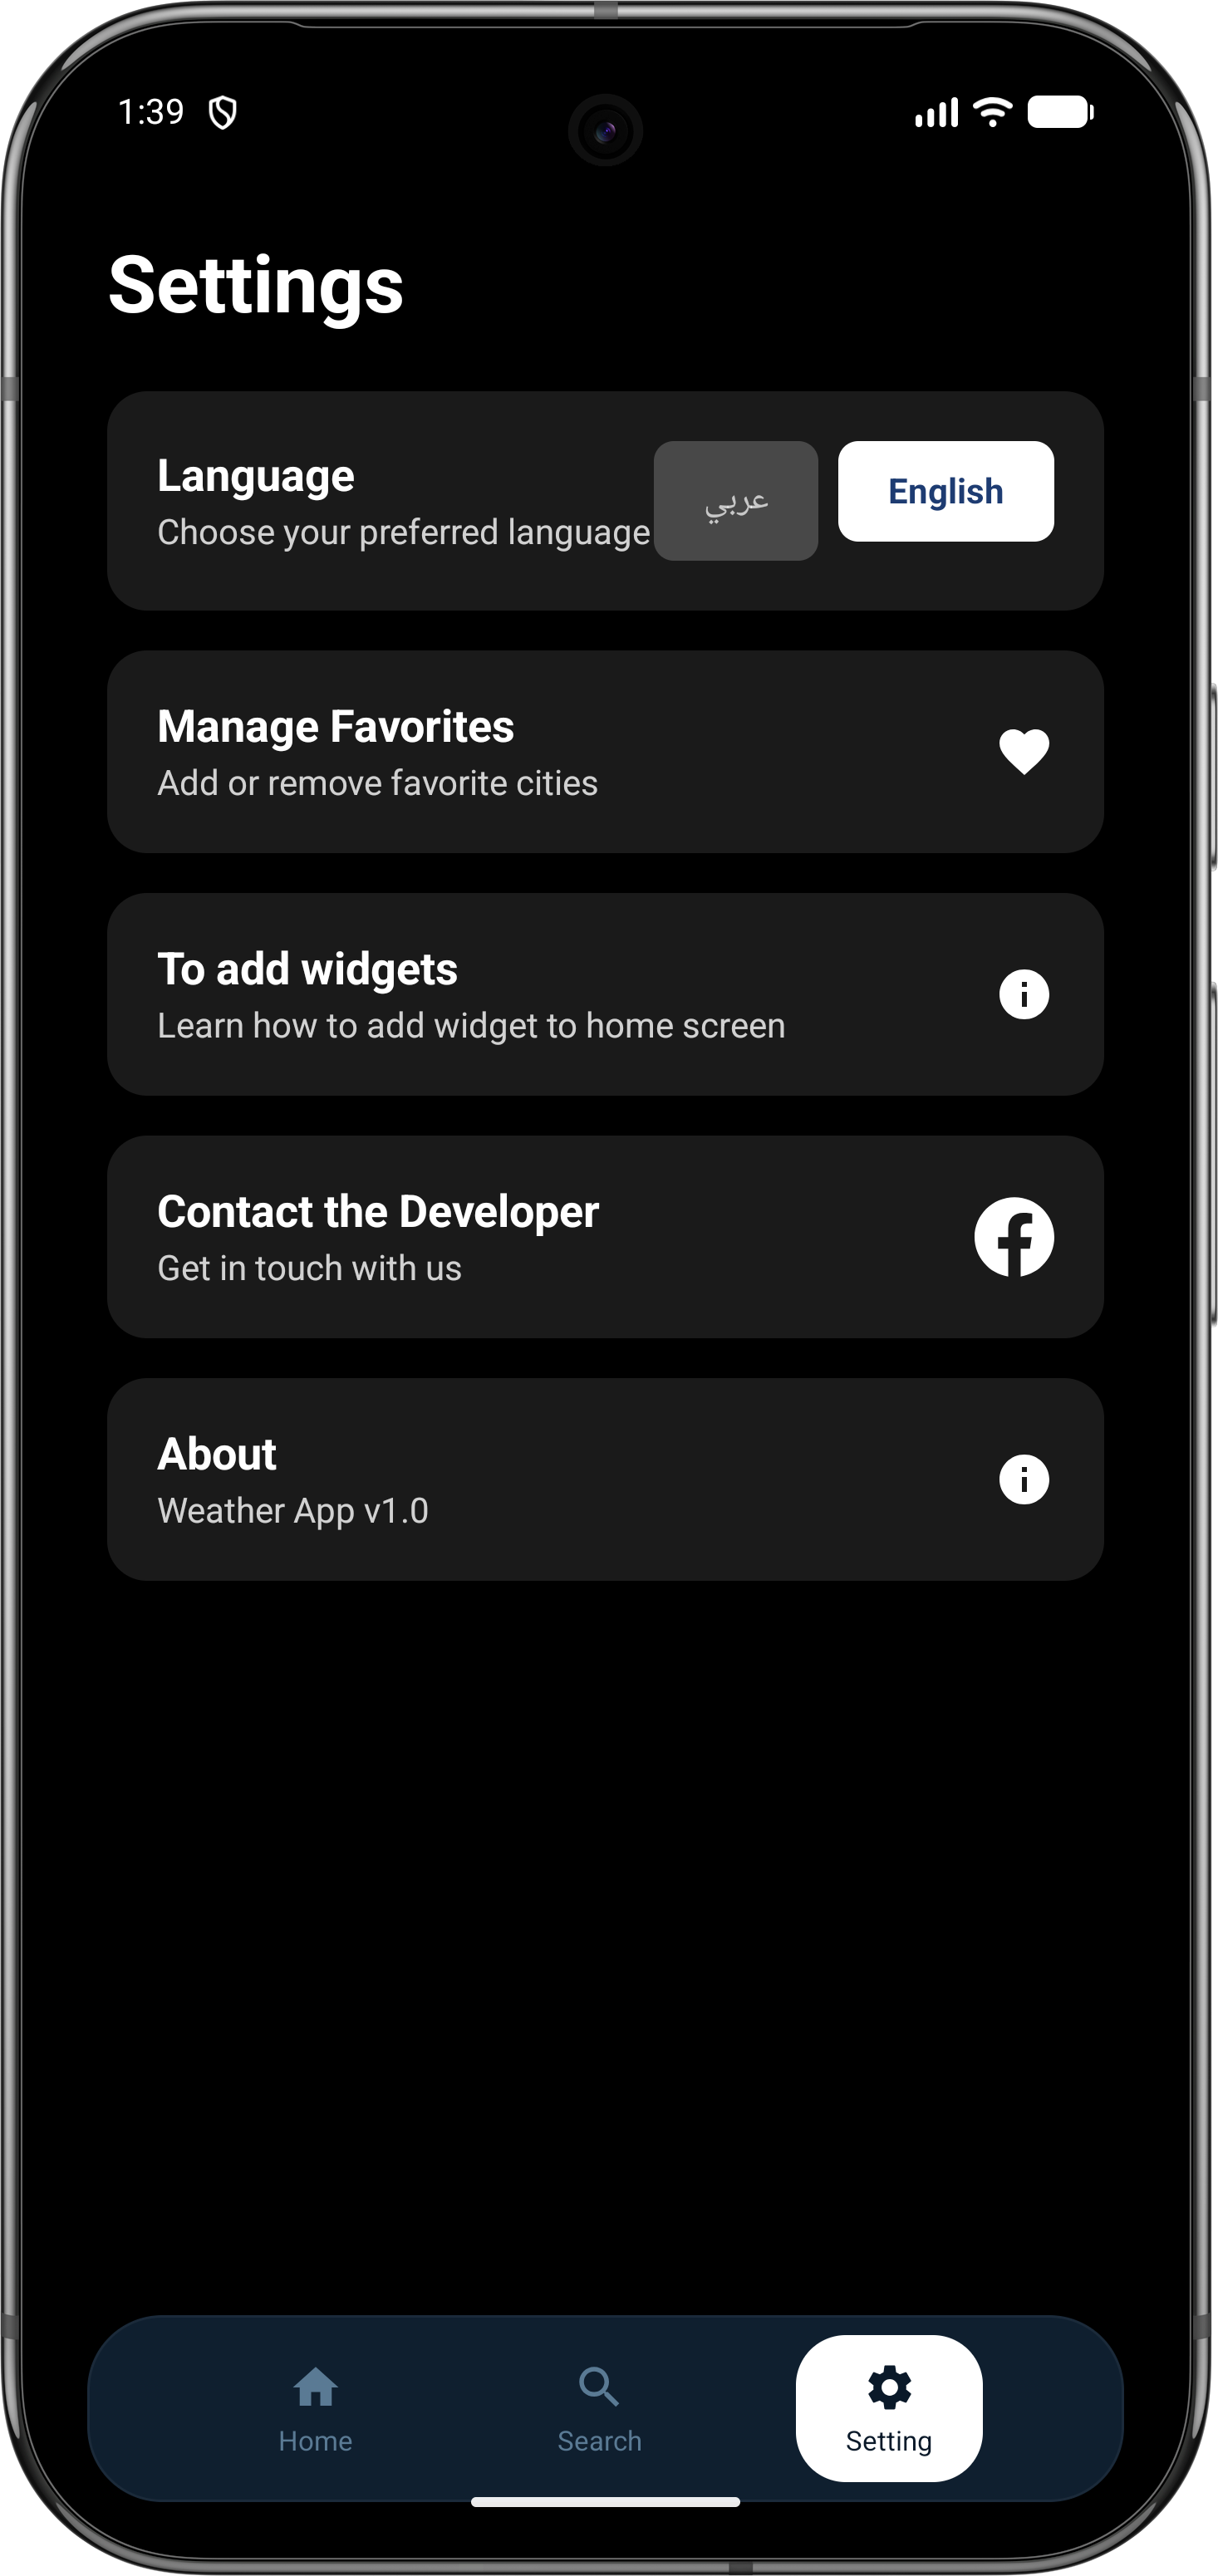 1:39
Settings
Language
Choose your preferred language
عربي
English
Manage Favorites
Add or remove favorite cities
To add widgets
Learn how to add widget to home screen
Contact the Developer
Get in touch with us
About
Weather App v1.0
Home
Search
Setting